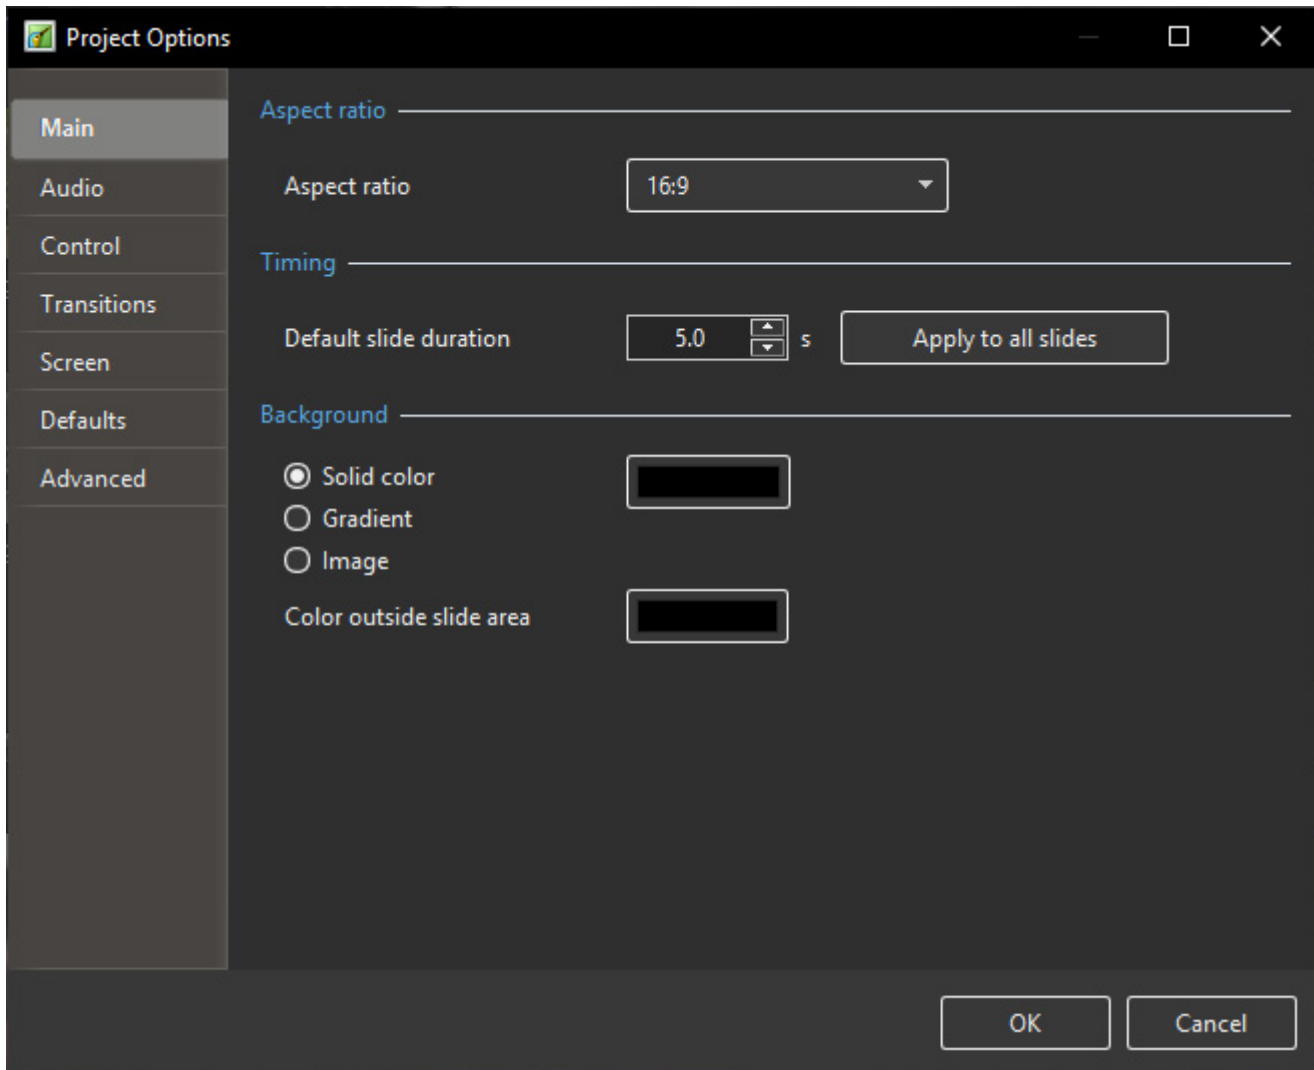 Project Options
Main
Audio
Control
Transitions
Screen
Defaults
Advanced
Aspect ratio
Aspect ratio 16:9
Timing
Default slide duration 5.0 s Apply to all slides
Background
Solid color
Gradient
Image
Color outside slide area
OK Cancel